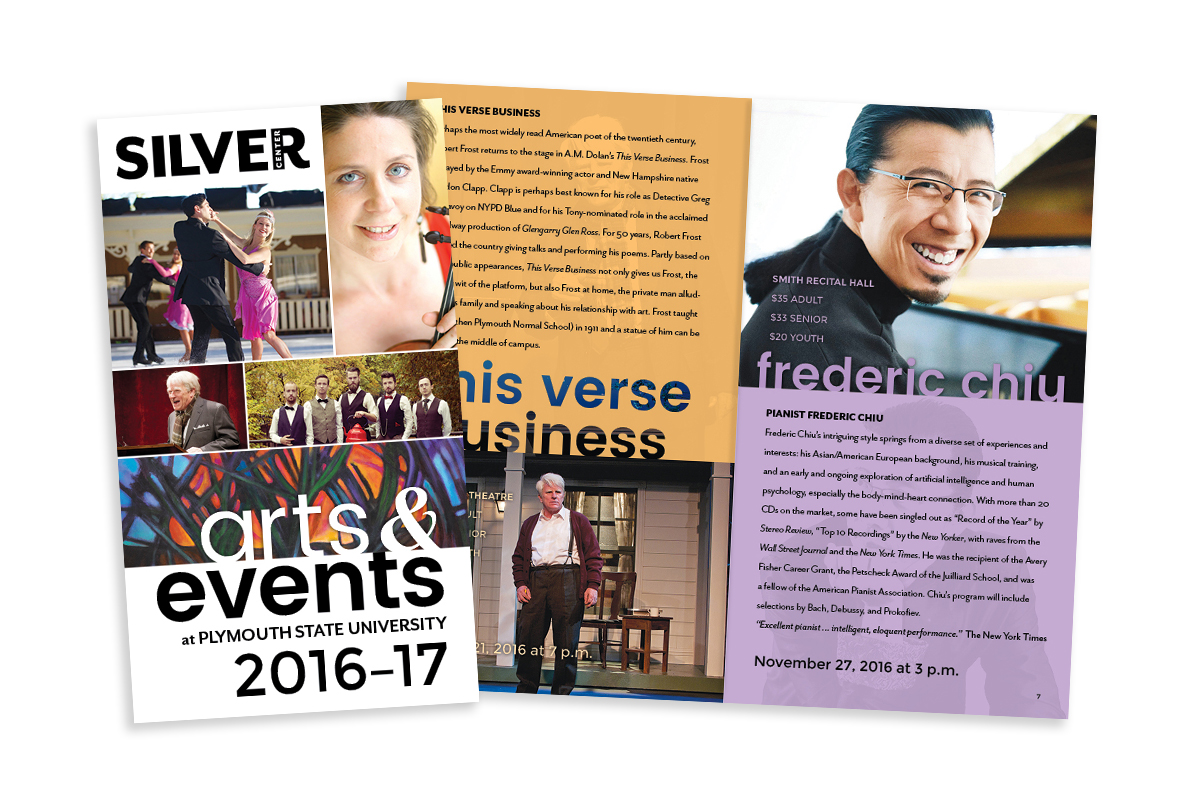 SILVER
CENTER
arts &
events
at PLYMOUTH STATE UNIVERSITY
2016–17
HIS VERSE BUSINESS
haps the most widely read American poet of the twentieth century,
bert Frost returns to the stage in A.M. Dolan's This Verse Business. Frost
ayed by the Emmy award-winning actor and New Hampshire native
don Clapp. Clapp is perhaps best known for his role as Detective Greg
avoy on NYPD Blue and for his Tony-nominated role in the acclaimed
dway production of Glengarry Glen Ross. For 50 years, Robert Frost
d the country giving talks and performing his poems. Partly based on
public appearances, This Verse Business not only gives us Frost, the
wit of the platform, but also Frost at home, the private man allud-
s family and speaking about his relationship with art. Frost taught
then Plymouth Normal School) in 1911 and a statue of him can be
the middle of campus.
his verse
usiness
THEATRE
ULT
IOR
TH
21, 2016 at 7 p.m.
SMITH RECITAL HALL
$35 ADULT
$33 SENIOR
$20 YOUTH
frederic chiu
PIANIST FREDERIC CHIU
Frederic Chiu's intriguing style springs from a diverse set of experiences and
interests: his Asian/American European background, his musical training,
and an early and ongoing exploration of artificial intelligence and human
psychology, especially the body-mind-heart connection. With more than 20
CDs on the market, some have been singled out as "Record of the Year" by
Stereo Review, "Top 10 Recordings" by the New Yorker, with raves from the
Wall Street Journal and the New York Times. He was the recipient of the Avery
Fisher Career Grant, the Petscheck Award of the Juilliard School, and was
a fellow of the American Pianist Association. Chiu's program will include
selections by Bach, Debussy, and Prokofiev.
"Excellent pianist ... intelligent, eloquent performance." The New York Times
November 27, 2016 at 3 p.m.
7